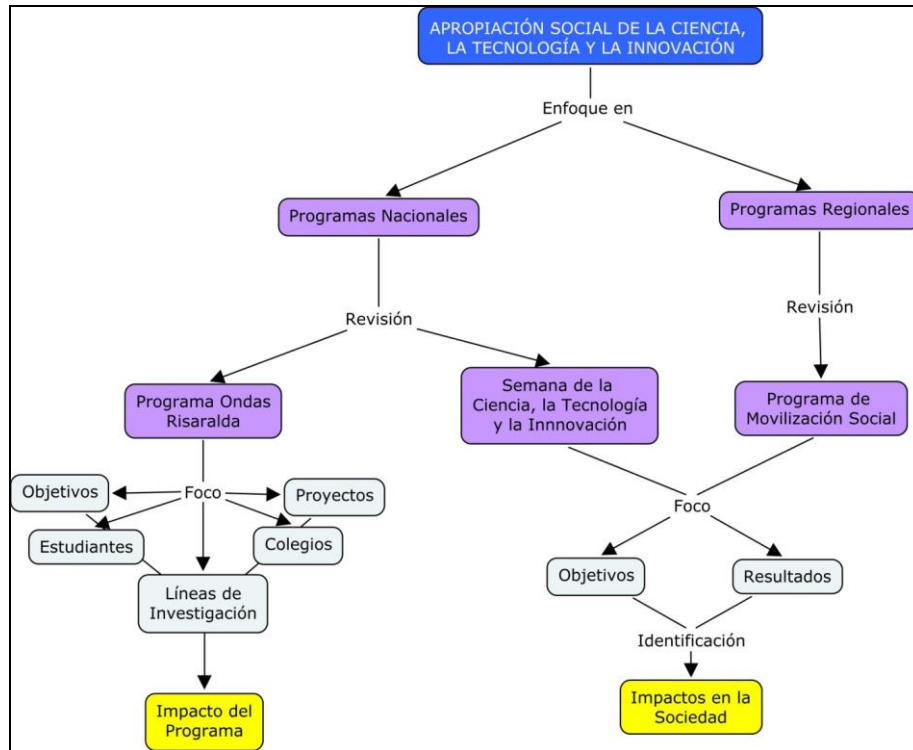 APROPIACIÓN SOCIAL DE LA CIENCIA,
LA TECNOLOGÍA Y LA INNOVACIÓN
Enfoque en
Programas Nacionales
Programas Regionales
Revisión
Revisión
Programa Ondas
Risaralda
Semana de la
Ciencia, la Tecnología
y la Innnovación
Programa de
Movilización Social
Objetivos
Foco
Proyectos
Estudiantes
Colegios
Líneas de
Investigación
Foco
Objetivos
Resultados
Identificación
Impacto del
Programa
Impactos en la
Sociedad